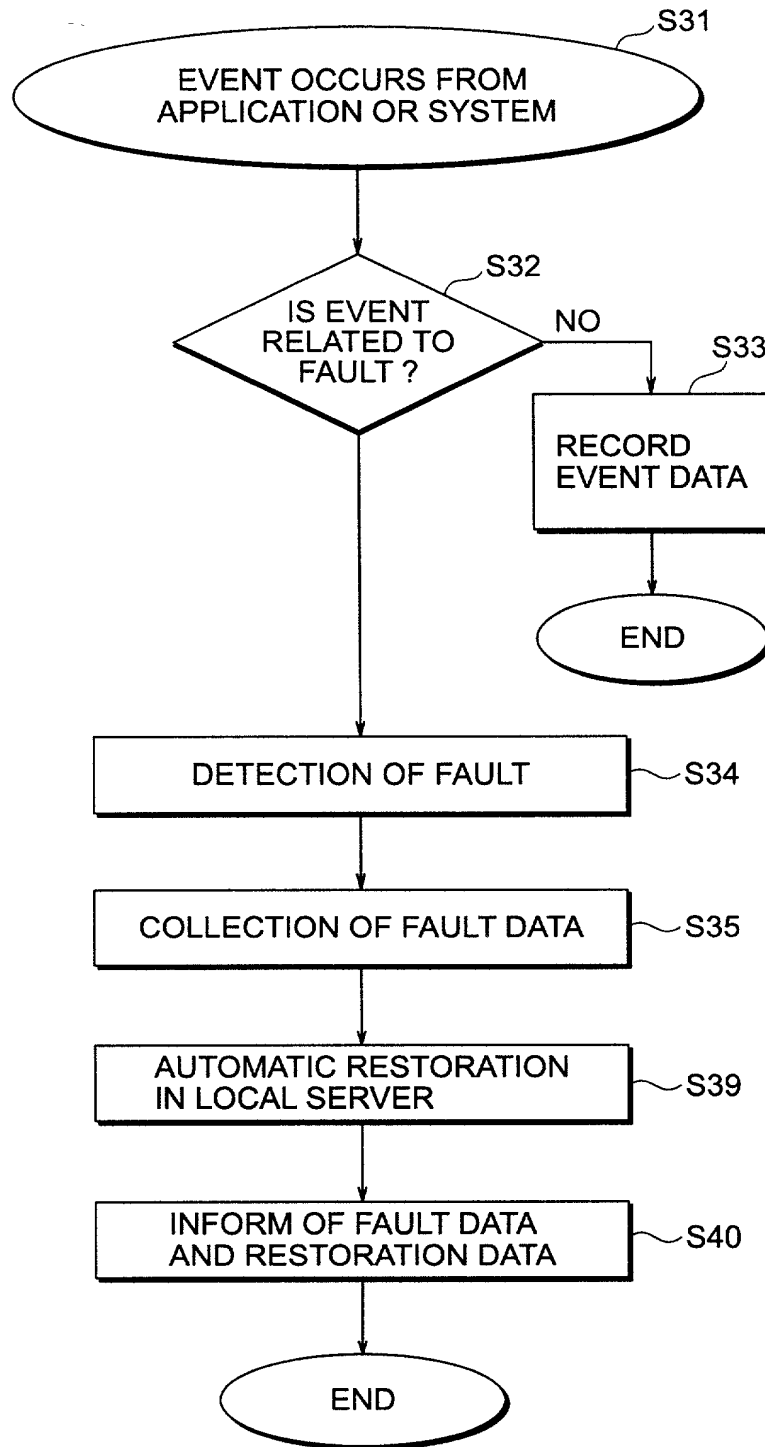 S31
EVENT OCCURS FROM
APPLICATION OR SYSTEM
S32
IS EVENT
RELATED TO
FAULT ?
NO
S33
RECORD
EVENT DATA
END
DETECTION OF FAULT
S34
COLLECTION OF FAULT DATA
S35
AUTOMATIC RESTORATION
IN LOCAL SERVER
S39
INFORM OF FAULT DATA
AND RESTORATION DATA
S40
END